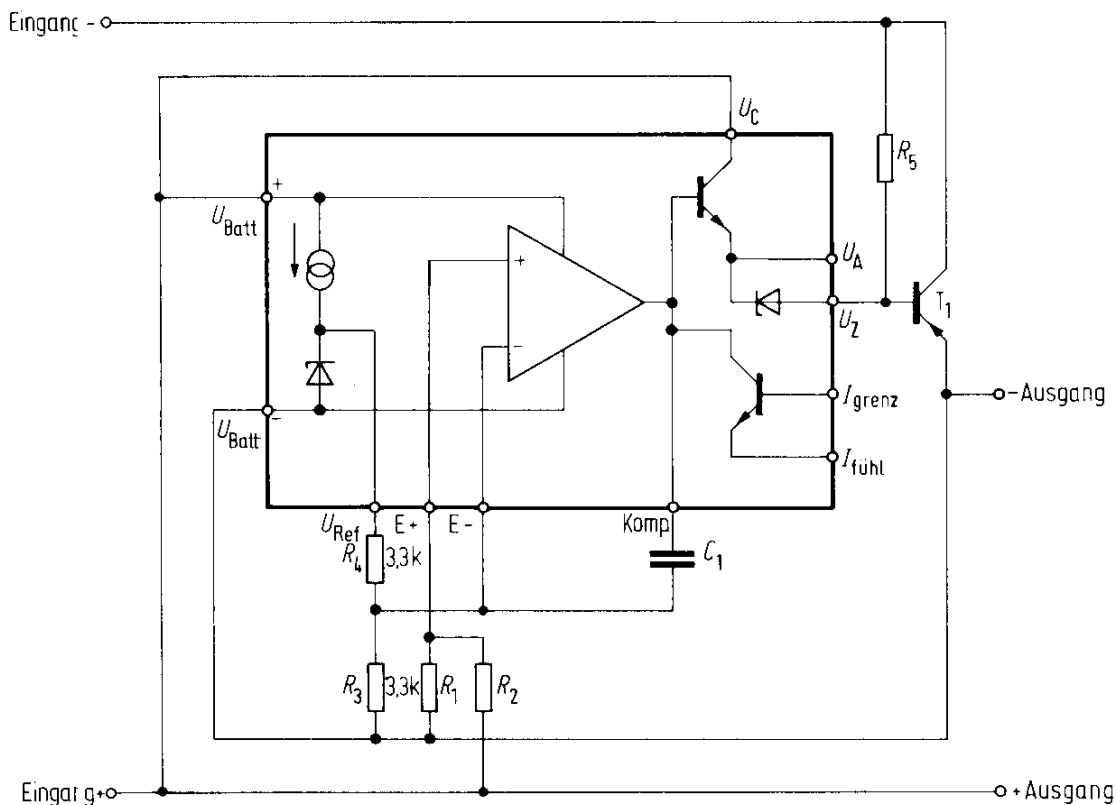 Eingang -
U_C
R_5
+
U_Batt
+
U_A
T_1
U_Z
-
-Ausgang
I_grenz
-
U_Batt
I_fühl
U_Ref
E+
E-
Komp
R_4
3,3k
C_1
R_3
3,3k
R_1
R_2
Eingang+
+Ausgang